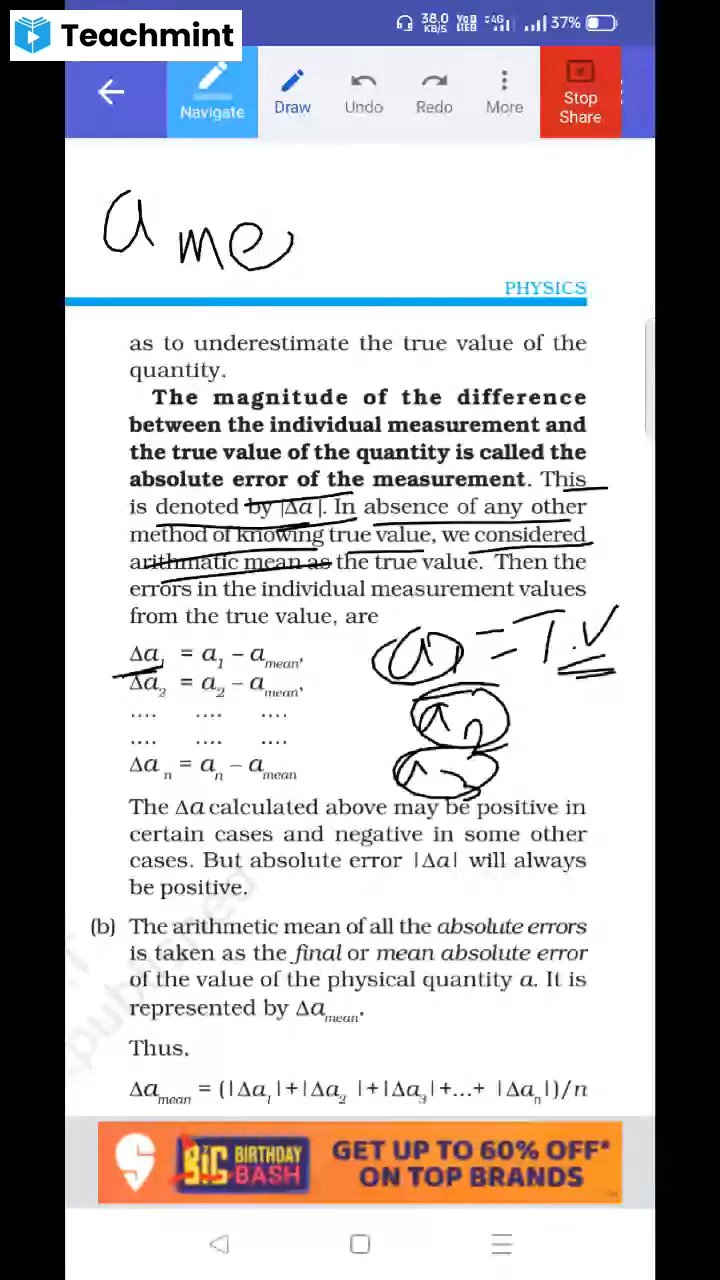 Teachmint
38.0 KB/S 4G 37%
Navigate Draw Undo Redo More Stop Share
a me
PHYSICS
as to underestimate the true value of the
quantity.
The magnitude of the difference
between the individual measurement and
the true value of the quantity is called the
absolute error of the measurement. This
is denoted by |Δa|. In absence of any other
method of knowing true value, we considered
arithmatic mean as the true value. Then the
errors in the individual measurement values
from the true value, are
Δa₁ = a₁ – amean,
a₁ = T.V
Δa₂ = a₂ – amean,
a₂
.... .... ....
.... .... ....
Δaₙ = aₙ – amean
a₃
The Δa calculated above may be positive in
certain cases and negative in some other
cases. But absolute error |Δa| will always
be positive.
(b) The arithmetic mean of all the absolute errors
is taken as the final or mean absolute error
of the value of the physical quantity a. It is
represented by Δamean.
Thus,
Δamean = (|Δa₁|+|Δa₂|+|Δa₃|+...+ |Δaₙ|)/n
BIG BIRTHDAY BASH
GET UP TO 60% OFF*
ON TOP BRANDS